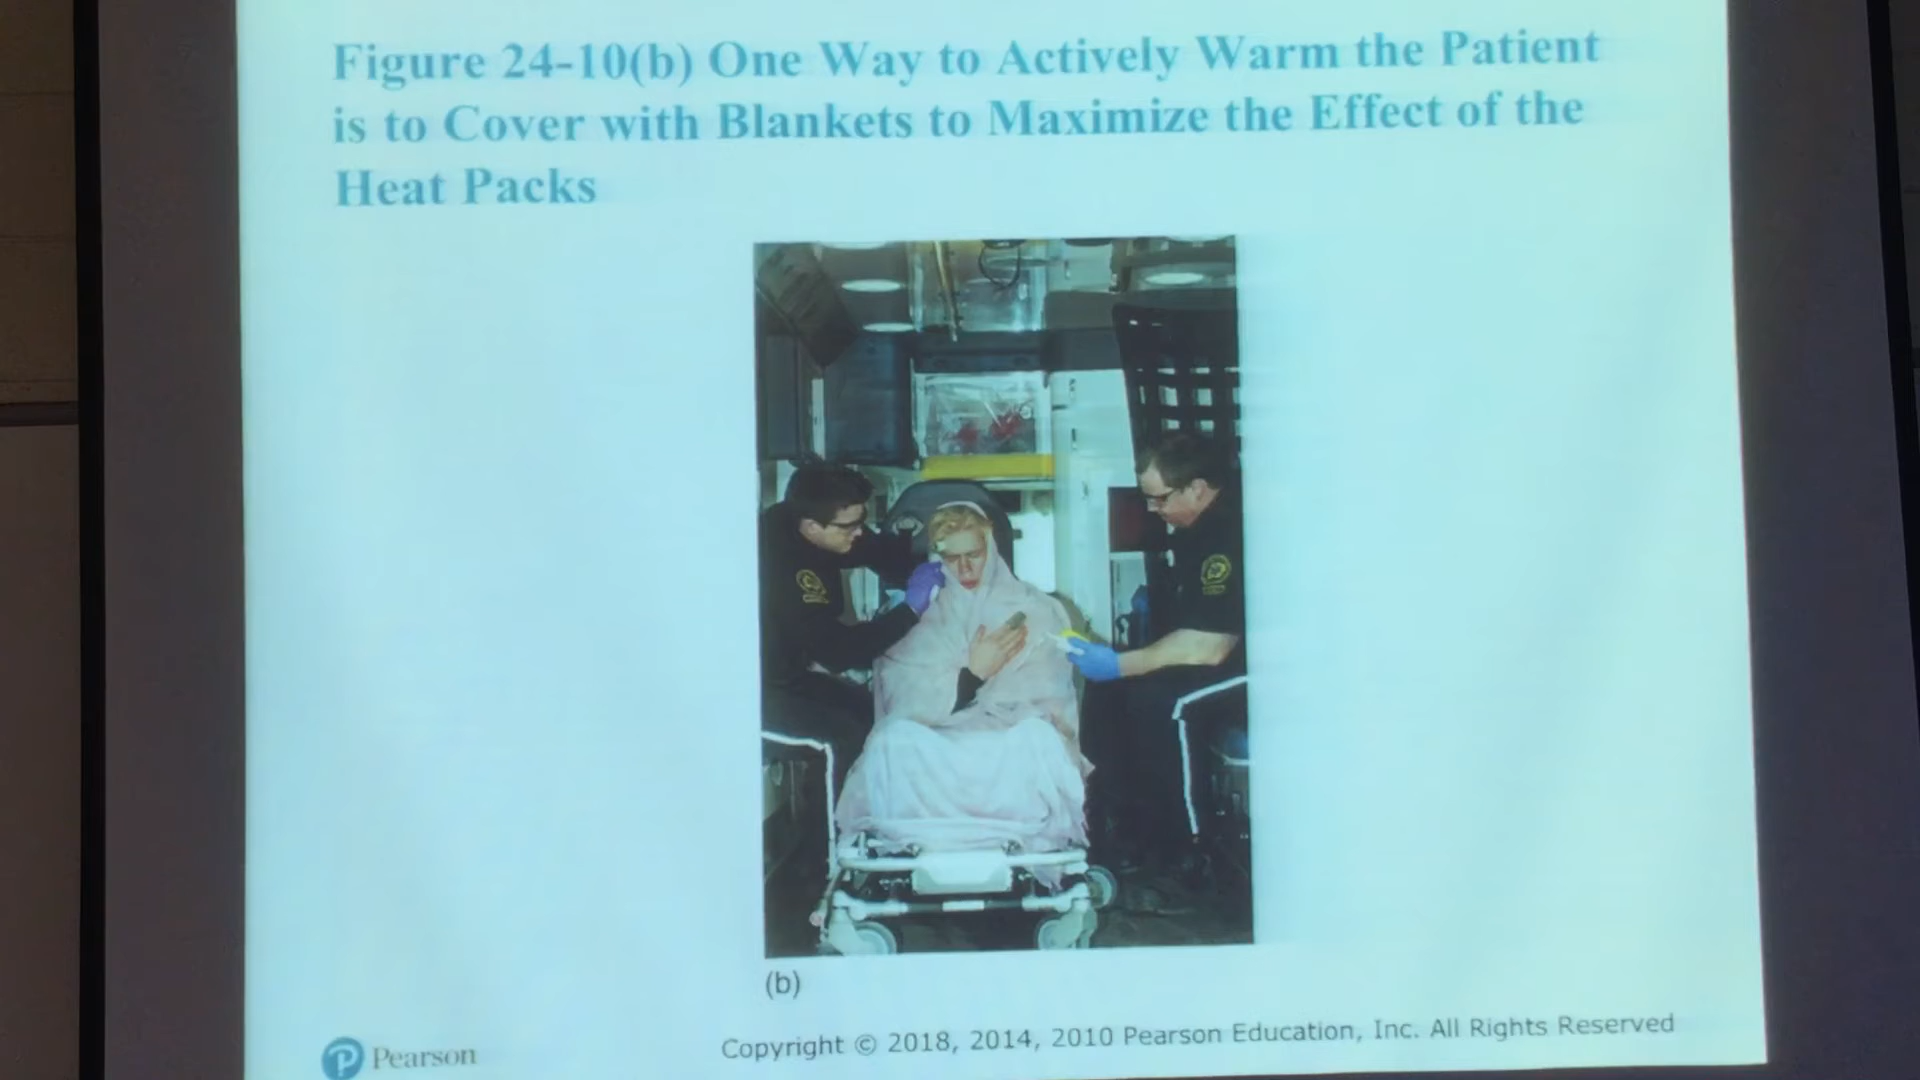 Figure 24-10(b) One Way to Actively Warm the Patient
is to Cover with Blankets to Maximize the Effect of the
Heat Packs
(b)
Pearson
Copyright © 2018, 2014, 2010 Pearson Education, Inc. All Rights Reserved